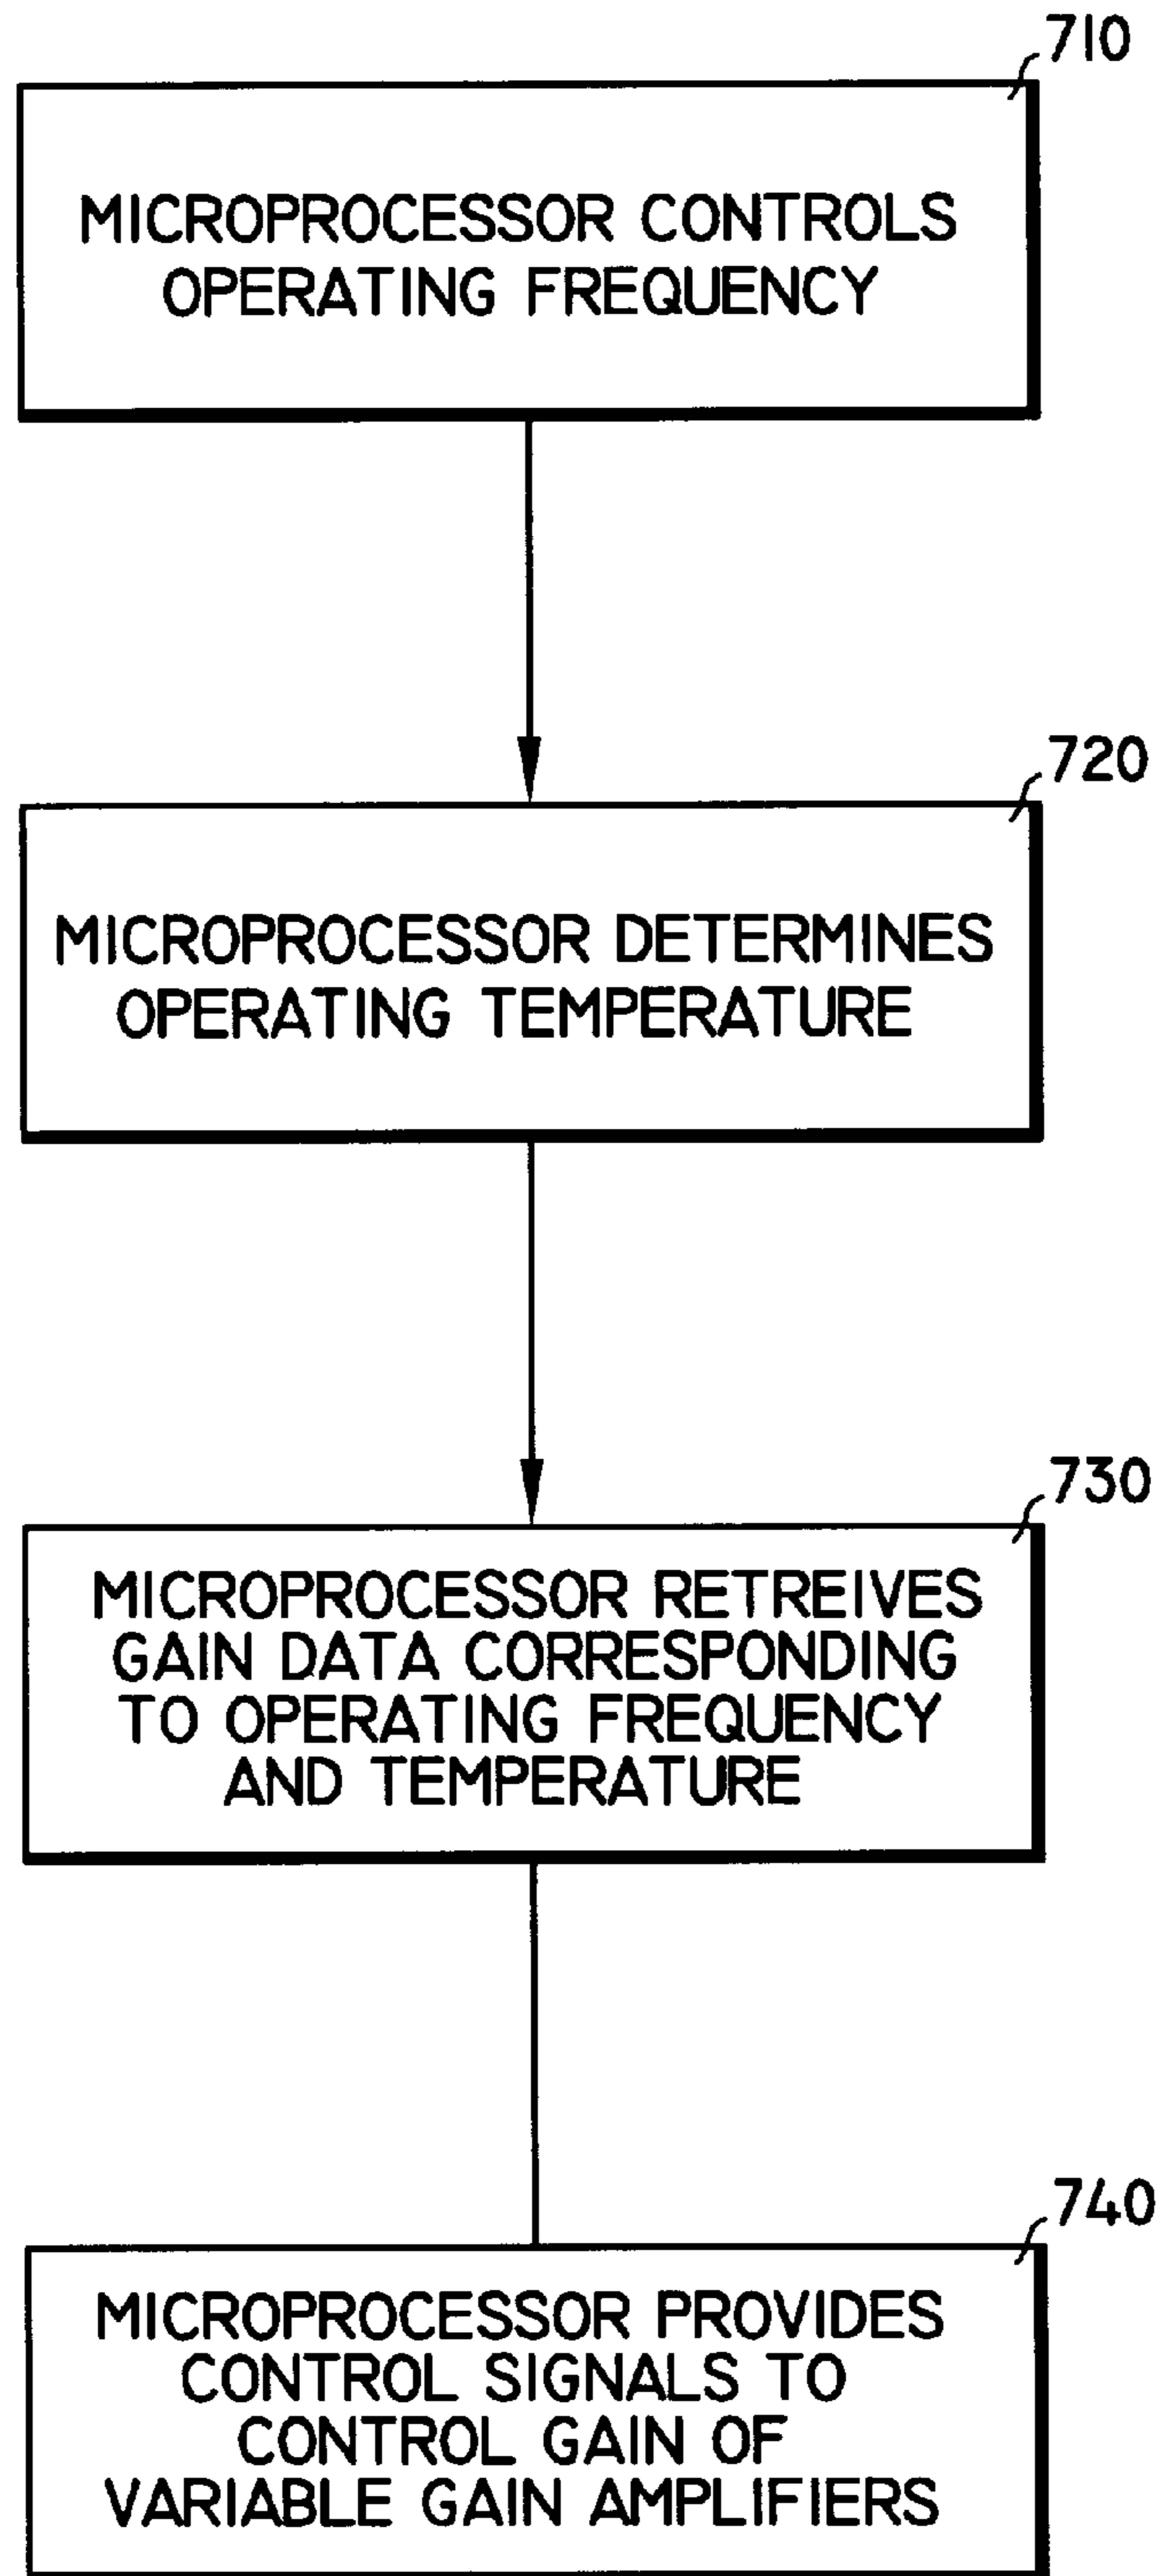 710
MICROPROCESSOR CONTROLS
OPERATING FREQUENCY
720
MICROPROCESSOR DETERMINES
OPERATING TEMPERATURE
730
MICROPROCESSOR RETREIVES
GAIN DATA CORRESPONDING
TO OPERATING FREQUENCY
AND TEMPERATURE
740
MICROPROCESSOR PROVIDES
CONTROL SIGNALS TO
CONTROL GAIN OF
VARIABLE GAIN AMPLIFIERS